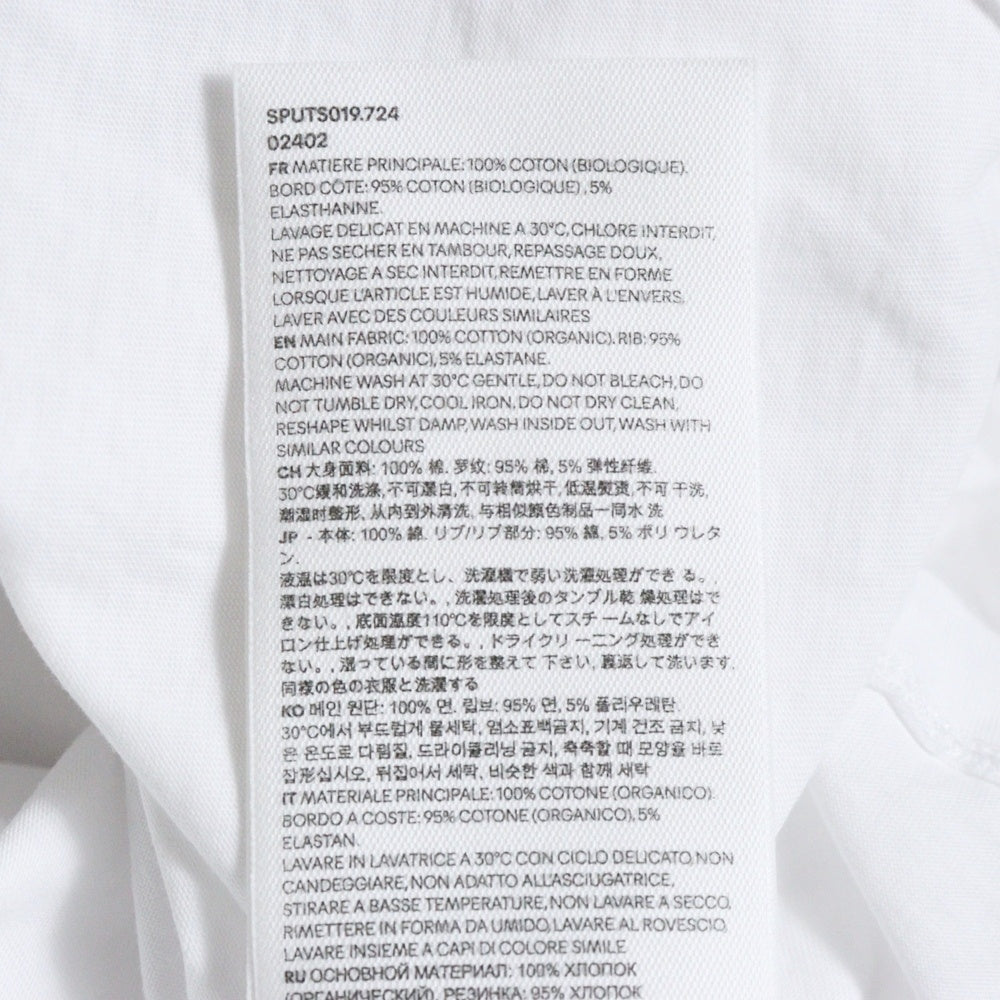 SPUTS019.724
02402
FR MATIERE PRINCIPALE: 100% COTON (BIOLOGIQUE).
BORD CÔTE: 95% COTON (BIOLOGIQUE), 5%
ELASTHANNE.
LAVAGE DELICAT EN MACHINE A 30°C, CHLORE INTERDIT,
NE PAS SECHER EN TAMBOUR, REPASSAGE DOUX,
NETTOYAGE A SEC INTERDIT, REMETTRE EN FORME
LORSQUE L'ARTICLE EST HUMIDE, LAVER À L'ENVERS,
LAVER AVEC DES COULEURS SIMILAIRES
EN MAIN FABRIC: 100% COTTON (ORGANIC). RIB: 95%
COTTON (ORGANIC), 5% ELASTANE.
MACHINE WASH AT 30°C GENTLE, DO NOT BLEACH, DO
NOT TUMBLE DRY, COOL IRON, DO NOT DRY CLEAN,
RESHAPE WHILST DAMP, WASH INSIDE OUT, WASH WITH
SIMILAR COLOURS
CH 大身面料: 100% 棉. 罗纹: 95% 棉, 5% 弹性纤维.
30°C缓和洗涤, 不可漂白, 不可转筒烘干, 低温熨烫, 不可 干洗,
潮湿时整形, 从内到外清洗, 与相似颜色制品一同水 洗
JP - 本体: 100% 綿. リブ/リブ部分: 95% 綿, 5% ポリ ウレタ
ン.
液温は30°Cを限度とし、洗濯機で弱い洗濯処理ができ る。,
漂白処理はできない。, 洗濯処理後のタンブル乾 燥処理はで
きない。, 底面温度110°Cを限度としてスチ ームなしでアイ
ロン仕上げ処理ができる。, ドライクリ ーニング処理ができ
ない。, 湿っている間に形を整えて 下さい, 裏返して洗います,
同様の色の衣服と洗濯する
KO 메인 원단: 100% 면. 립브: 95% 면, 5% 폴리우레탄.
30°C에서 부드럽게 물세탁, 염소표백금지, 기계 건조 금지, 낮
은 온도로 다림질, 드라이클리닝 금지, 축축할 때 모양을 바로
잡형십시오, 뒤집어서 세탁, 비슷한 색과 함께 세탁
IT MATERIALE PRINCIPALE: 100% COTONE (ORGANICO).
BORDO A COSTE: 95% COTONE (ORGANICO), 5%
ELASTAN.
LAVARE IN LAVATRICE A 30°C CON CICLO DELICATO, NON
CANDEGGIARE, NON ADATTO ALL'ASCIUGATRICE,
STIRARE A BASSE TEMPERATURE, NON LAVARE A SECCO,
RIMETTERE IN FORMA DA UMIDO, LAVARE AL ROVESCIO,
LAVARE INSIEME A CAPI DI COLORE SIMILE
RU ОСНОВНОЙ МАТЕРИАЛ: 100% ХЛОПОК
(ОРГАНИЧЕСКИЙ). РЕЗИНКА: 95% ХЛОПОК